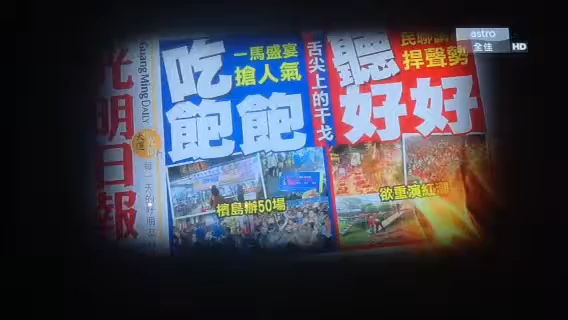 astro
全佳 HD
光明日報
Guang Ming DAILY
吃飽飽
一馬盛宴
搶人氣
檳島辦50場
舌尖上的干戈
聽好好
民聯
捍聲勢
欲重演紅潮